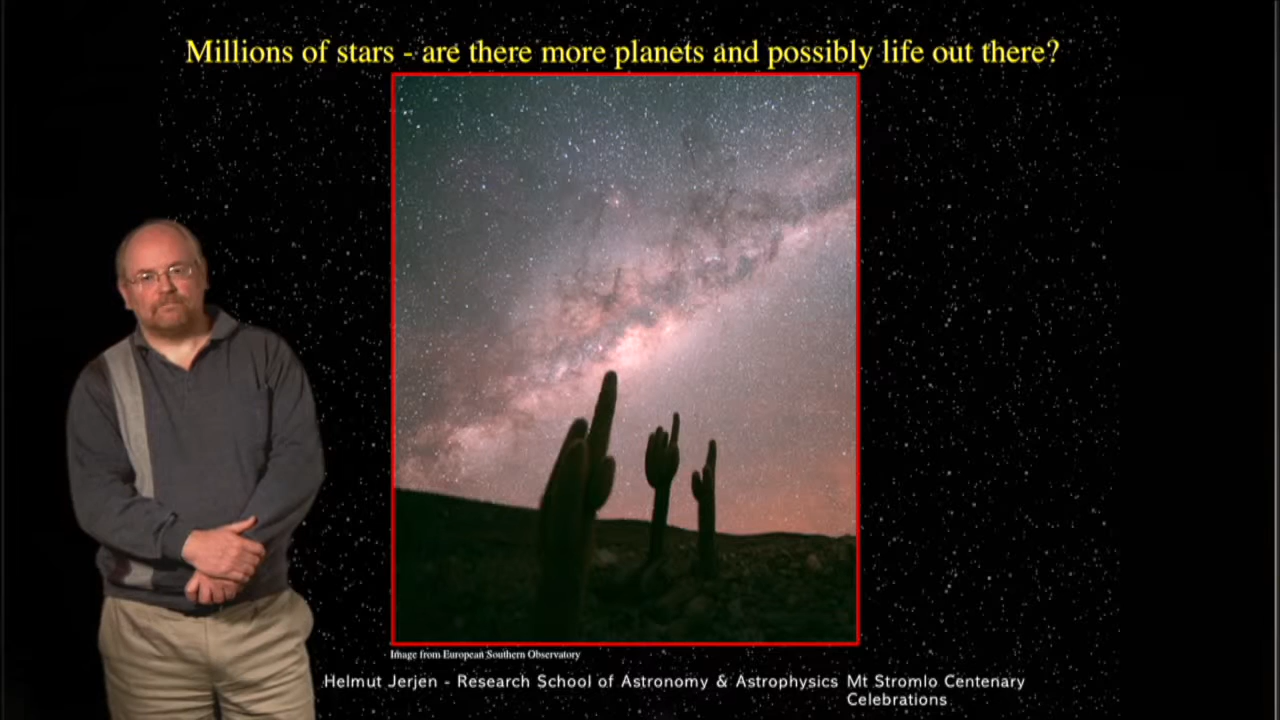 Millions of stars - are there more planets and possibly life out there?
Image from European Southern Observatory
Helmut Jerjen - Research School of Astronomy & Astrophysics Mt Stromlo Centenary
Celebrations